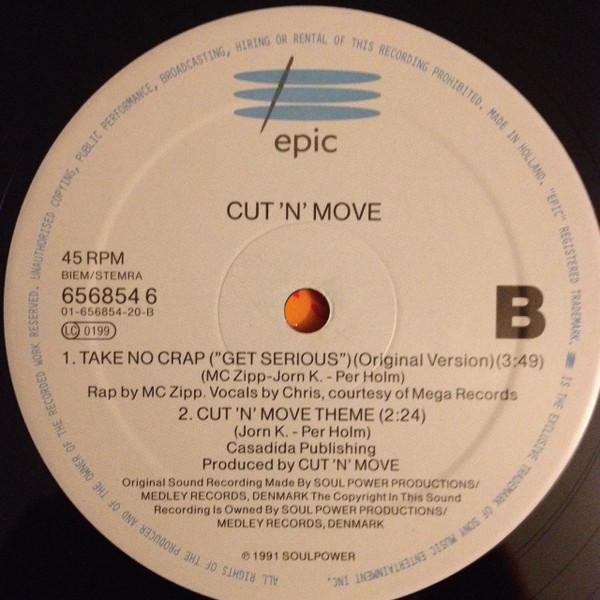 epic
CUT 'N' MOVE
45 RPM
BIEM/STEMRA
656854 6
01-656854-20-B
LC 0199
B
1. TAKE NO CRAP ("GET SERIOUS")(Original Version)(3:49)
(MC Zipp-Jorn K. - Per Holm)
Rap by MC Zipp. Vocals by Chris, courtesy of Mega Records
2. CUT 'N' MOVE THEME (2:24)
(Jorn K. - Per Holm)
Casadida Publishing
Produced by CUT 'N' MOVE
Original Sound Recording Made By SOUL POWER PRODUCTIONS/
MEDLEY RECORDS, DENMARK The Copyright In This Sound
Recording Is Owned By SOUL POWER PRODUCTIONS/
MEDLEY RECORDS, DENMARK
℗ 1991 SOULPOWER
ALL RIGHTS OF THE PRODUCER AND OF THE OWNER OF THE RECORDED WORK RESERVED. UNAUTHORISED COPYING, PUBLIC PERFORMANCE, BROADCASTING, HIRING OR RENTAL OF THIS RECORDING PROHIBITED. MADE IN HOLLAND. "EPIC" REGISTERED TRADEMARK. IS THE EXCLUSIVE TRADEMARK OF SONY MUSIC ENTERTAINMENT INC.